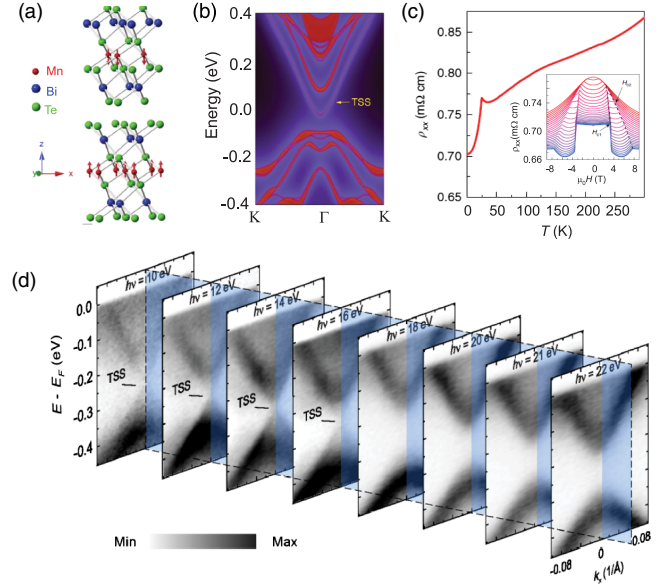 (a)
Mn
Bi
Te
z
y
x
(b)
Energy (eV)
0.4
0.2
0.0
-0.2
-0.4
TSS
K Γ K
(c)
ρxx (mΩ cm)
0.85
0.80
0.75
0.70
0.65
0 100 200
T (K)
ρxx (mΩ cm)
0.74
0.72
0.70
0.68
0.66
-8 -4 0 4 8
μ0H (T)
(d)
E - EF (eV)
0.0
-0.1
-0.2
-0.3
-0.4
hν = 10 eV
hν = 12 eV
hν = 14 eV
hν = 16 eV
hν = 18 eV
hν = 20 eV
hν = 21 eV
hν = 22 eV
TSS
TSS
TSS
TSS
Min Max
-0.08 0 0.08
-0.08
kx (1/Å)